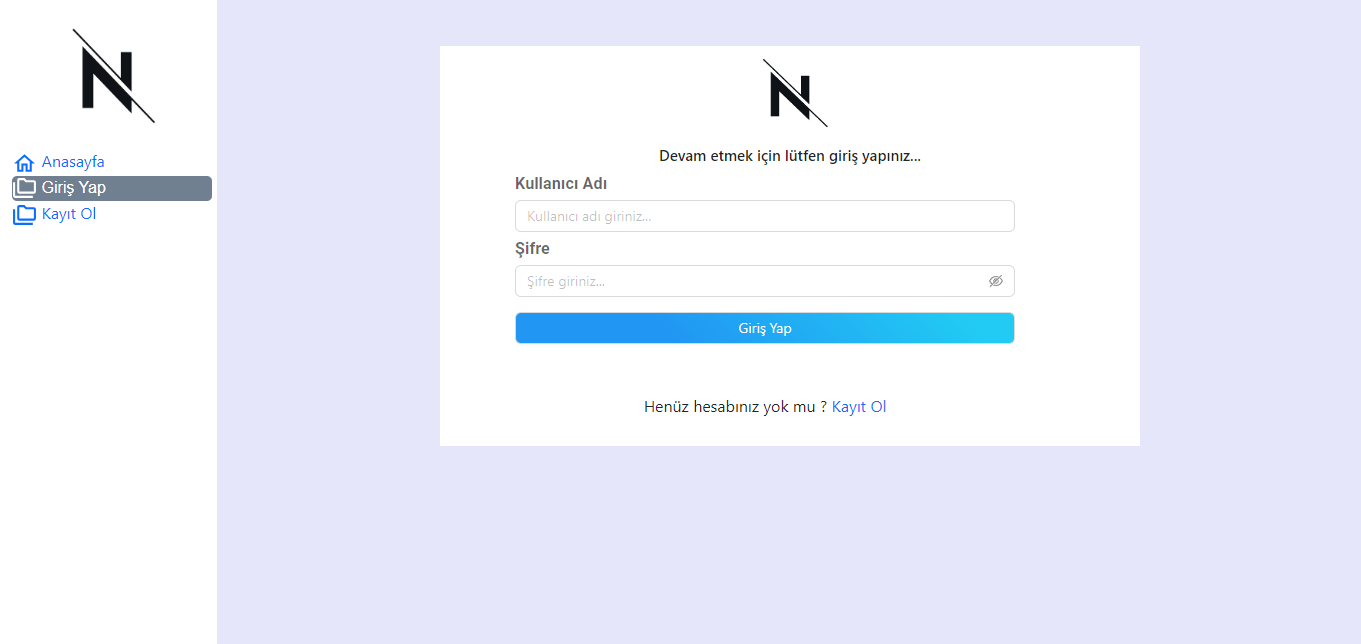 N
Anasayfa
Giriş Yap
Kayıt Ol
N
Devam etmek için lütfen giriş yapınız...
Kullanıcı Adı
Kullanıcı adı giriniz...
Şifre
Şifre giriniz...
Giriş Yap
Henüz hesabınız yok mu ? Kayıt Ol